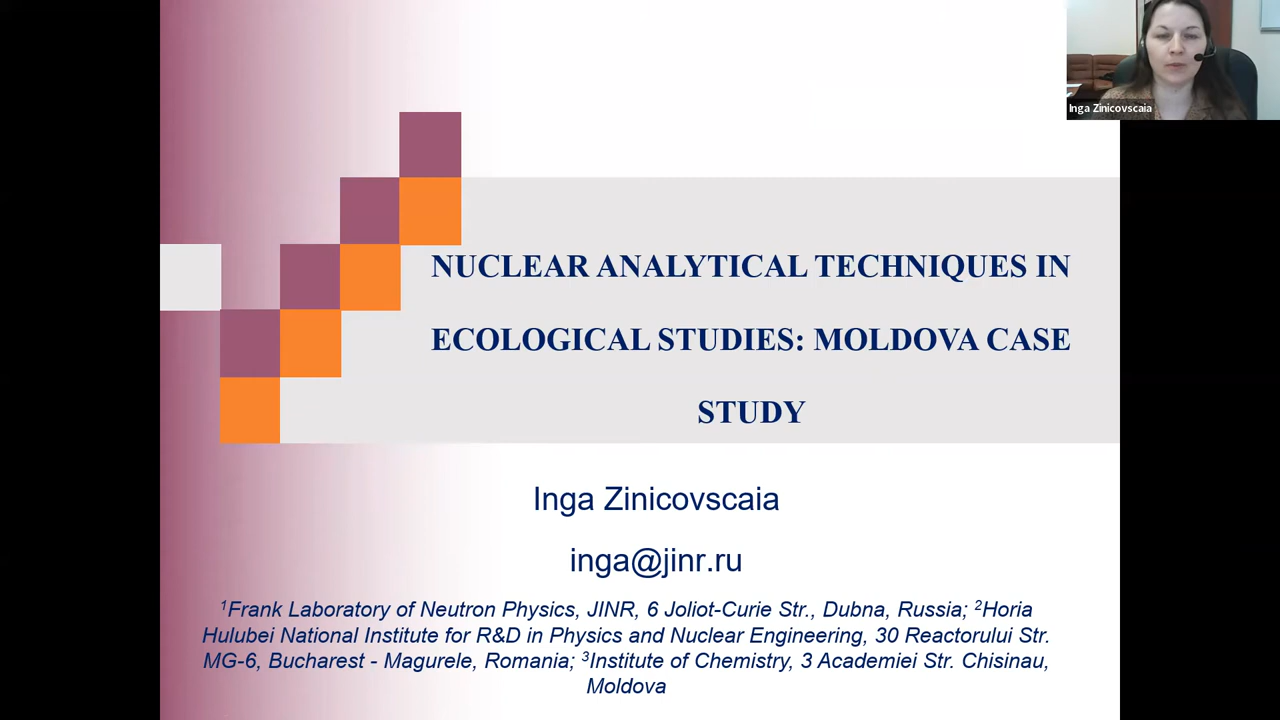 Inga Zinicovscaia
NUCLEAR ANALYTICAL TECHNIQUES IN
ECOLOGICAL STUDIES: MOLDOVA CASE
STUDY
Inga Zinicovscaia
inga@jinr.ru
¹Frank Laboratory of Neutron Physics, JINR, 6 Joliot-Curie Str., Dubna, Russia; ²Horia
Hulubei National Institute for R&D in Physics and Nuclear Engineering, 30 Reactorului Str.
MG-6, Bucharest - Magurele, Romania; ³Institute of Chemistry, 3 Academiei Str. Chisinau,
Moldova